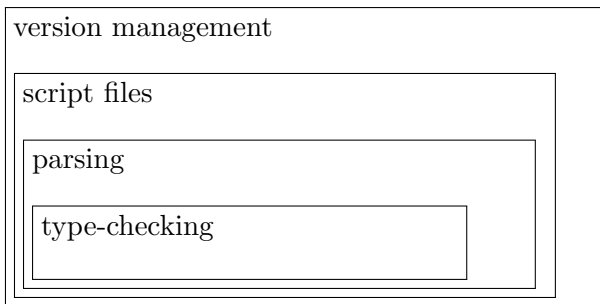 version management
script files
parsing
type-checking